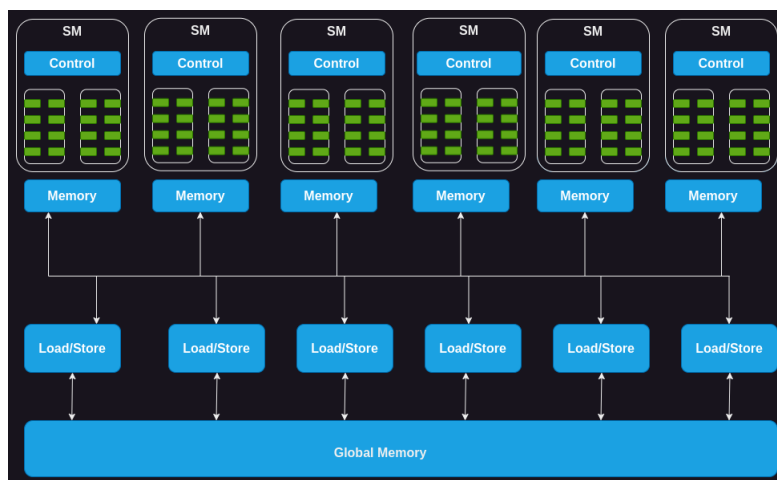 SM SM SM SM SM SM
Control Control Control Control Control Control
Memory Memory Memory Memory Memory Memory
Load/Store Load/Store Load/Store Load/Store Load/Store Load/Store
Global Memory